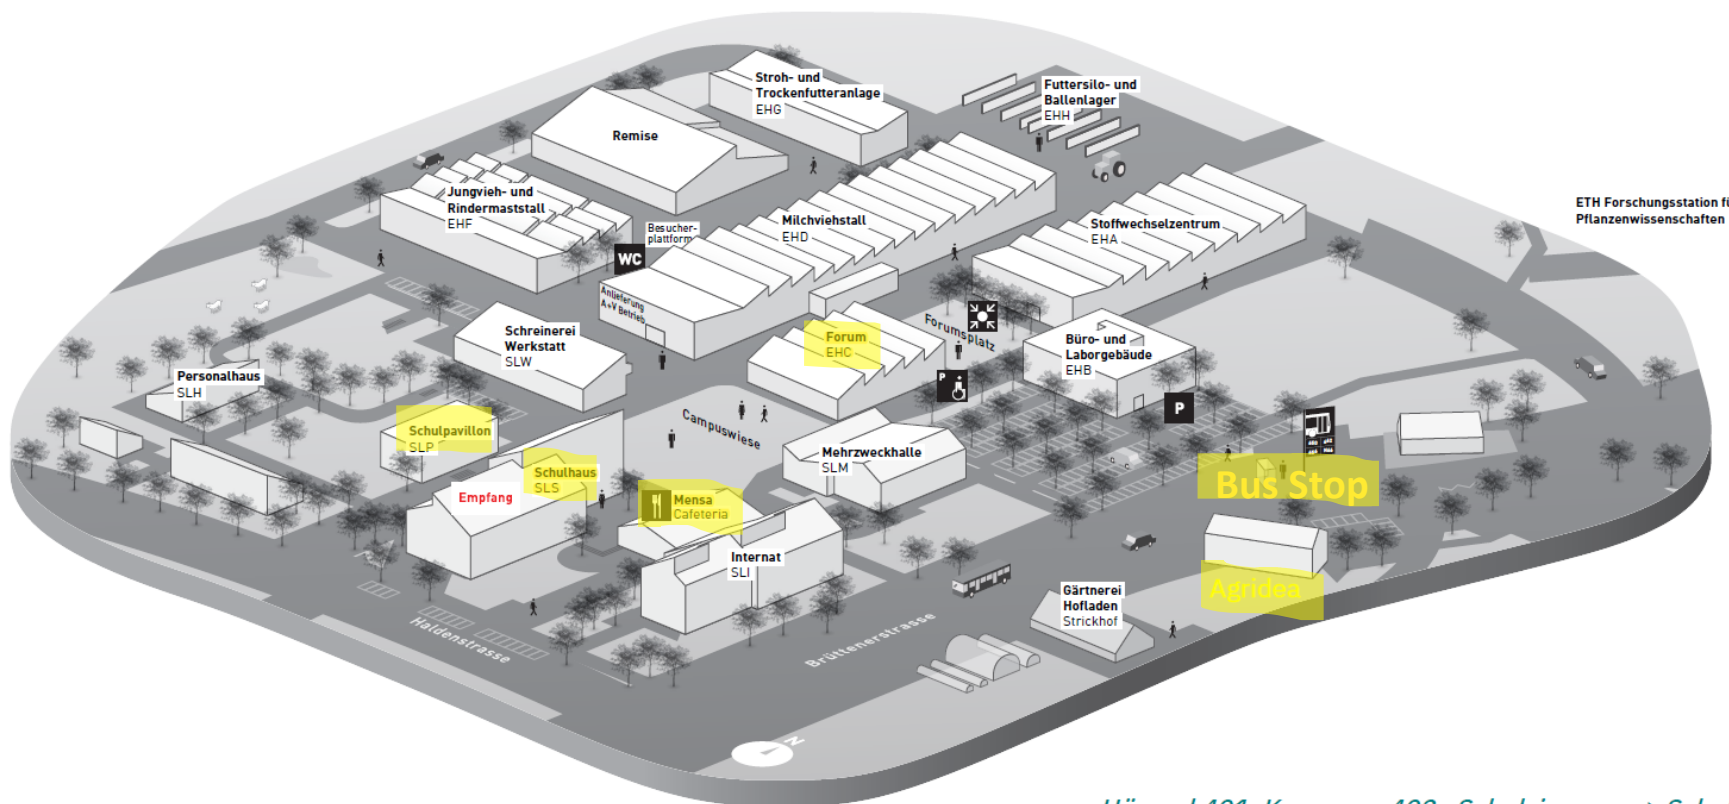 Stroh- und
Trockenfutteranlage
EHG
Futtersilo- und
Ballenlager
EHH
Remise
Jungvieh- und
Rindermaststall
EHF
Besucher-
plattform
WC
Milchviehstall
EHD
Stoffwechselzentrum
EHA
ETH Forschungsstation fü
Pflanzenwissenschaften
Anlieferung
A+V Betrieb
Schreinerei
Werkstatt
SLW
Forum
EHC
Forumsplatz
Büro- und
Laborgebäude
EHB
P
P
Personalhaus
SLH
Schulpavillon
SLP
Campuswiese
Mehrzweckhalle
SLM
Schulhaus
SLS
Empfang
Mensa
Cafeteria
Bus Stop
Internat
SLI
Agridea
Gärtnerei
Hofladen
Strickhof
Haldenstrasse
Brüttenerstrasse
N